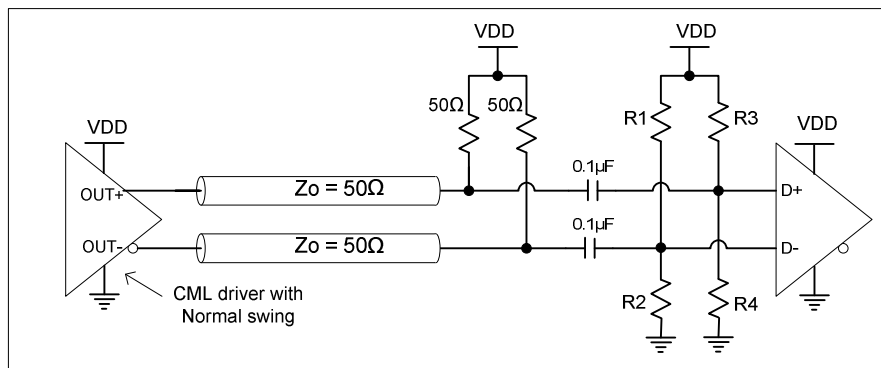 VDD
VDD
50Ω
50Ω
R1
R3
VDD
VDD
0.1µF
OUT+
Zo = 50Ω
D+
0.1µF
OUT-
Zo = 50Ω
D-
CML driver with
Normal swing
R2
R4